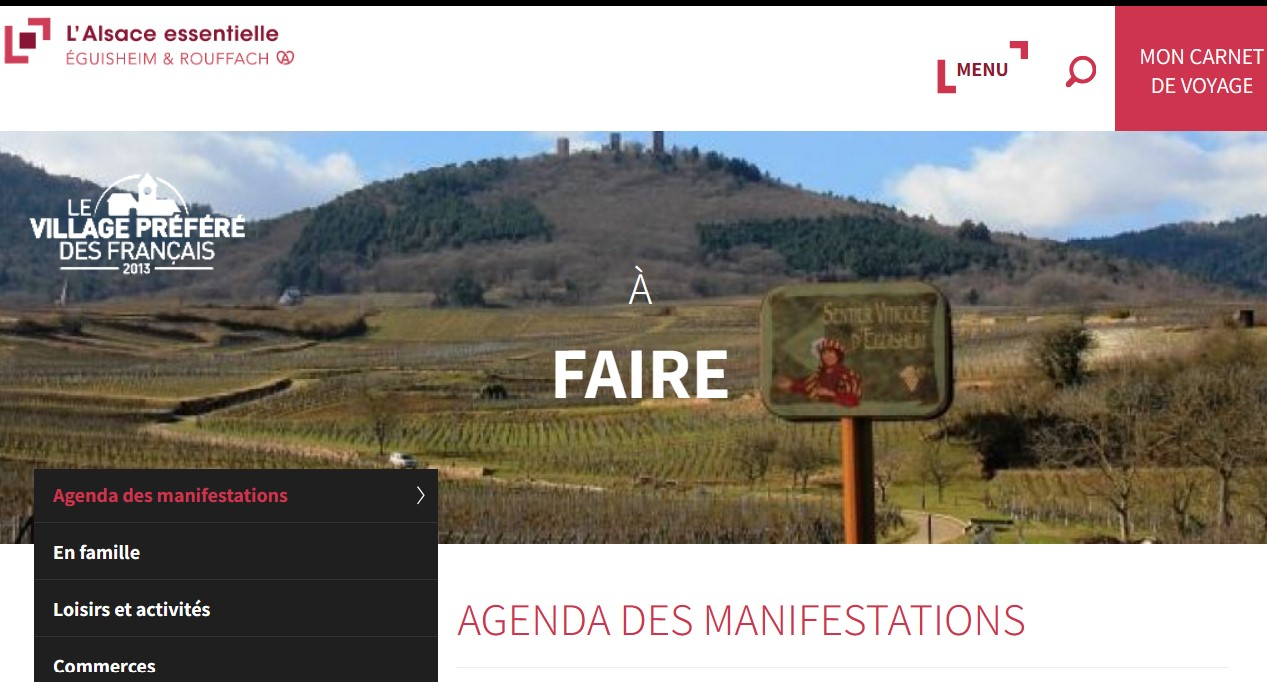 L'Alsace essentielle
ÉGUISHEIM & ROUFFACH
MENU
MON CARNET
DE VOYAGE
LE
VILLAGE PRÉFÉRÉ
DES FRANÇAIS
2013
À
FAIRE
SENTIER VITICOLE
D'EGUISHEIM
Agenda des manifestations
En famille
Loisirs et activités
Commerces
AGENDA DES MANIFESTATIONS